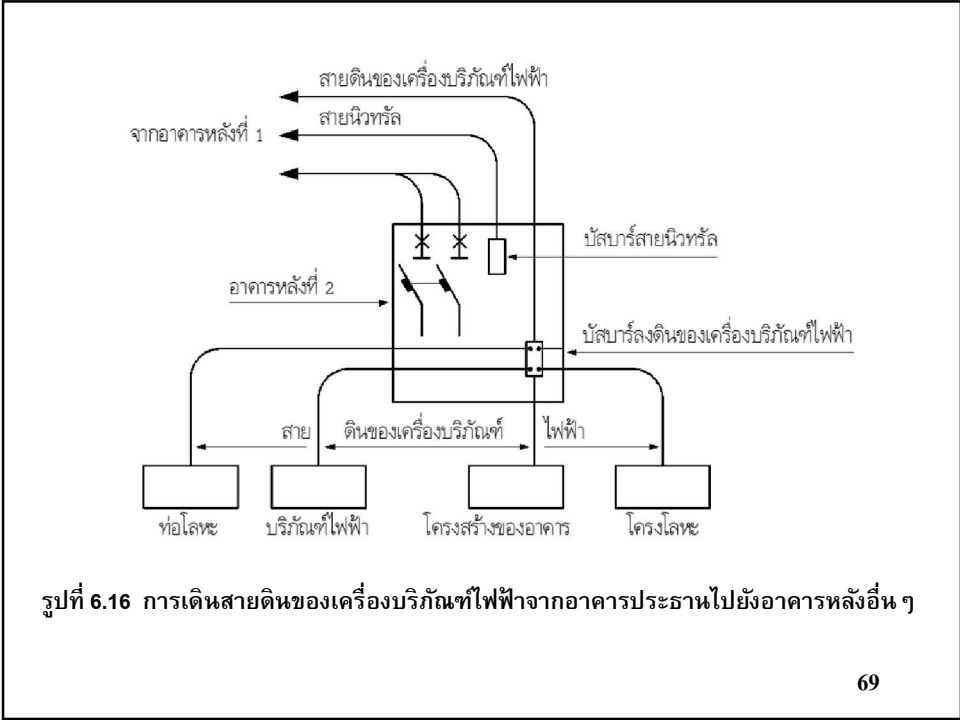 สายดินของเครื่องบริภัณฑ์ไฟฟ้า
สายนิวทรัล
จากอาคารหลังที่ 1
บัสบาร์สายนิวทรัล
อาคารหลังที่ 2
บัสบาร์ลงดินของเครื่องบริภัณฑ์ไฟฟ้า
สาย ดินของเครื่องบริภัณฑ์ ไฟฟ้า
ท่อโลหะ บริภัณฑ์ไฟฟ้า โครงสร้างของอาคาร โครงโลหะ
รูปที่ 6.16 การเดินสายดินของเครื่องบริภัณฑ์ไฟฟ้าจากอาคารประธานไปยังอาคารหลังอื่น ๆ
69